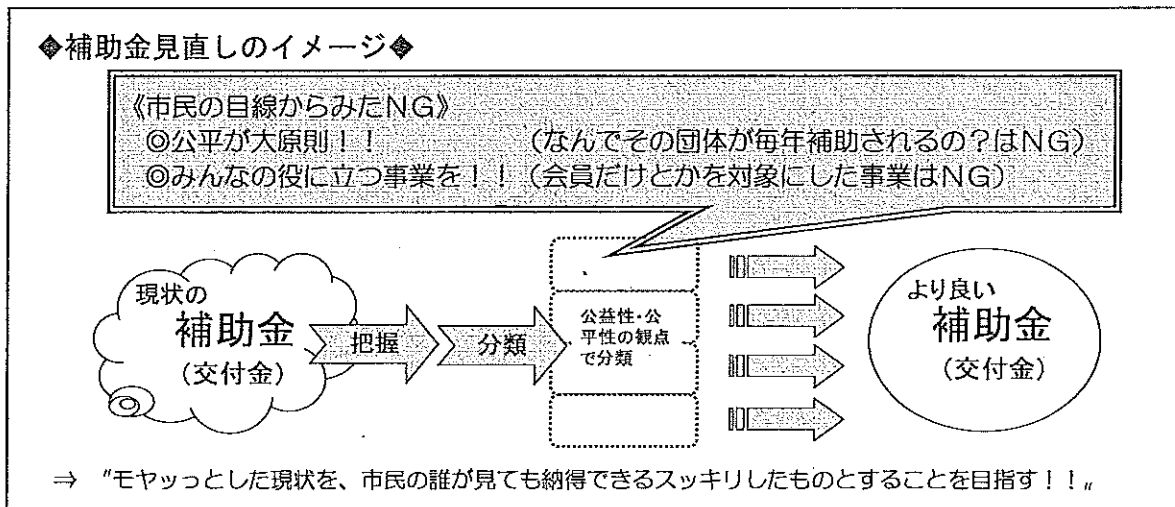 ◆補助金見直しのイメージ◆
《市民の目線からみたNG》
◎公平が大原則!! (なんでその団体が毎年補助されるの?はNG)
◎みんなの役に立つ事業を!! (会員だけとかを対象にした事業はNG)
現状の
補助金
(交付金)
把握
分類
公益性・公
平性の観点
で分類
より良い
補助金
(交付金)
⇒ "モヤッっとした現状を、市民の誰が見ても納得できるスッキリしたものとすることを目指す!!"